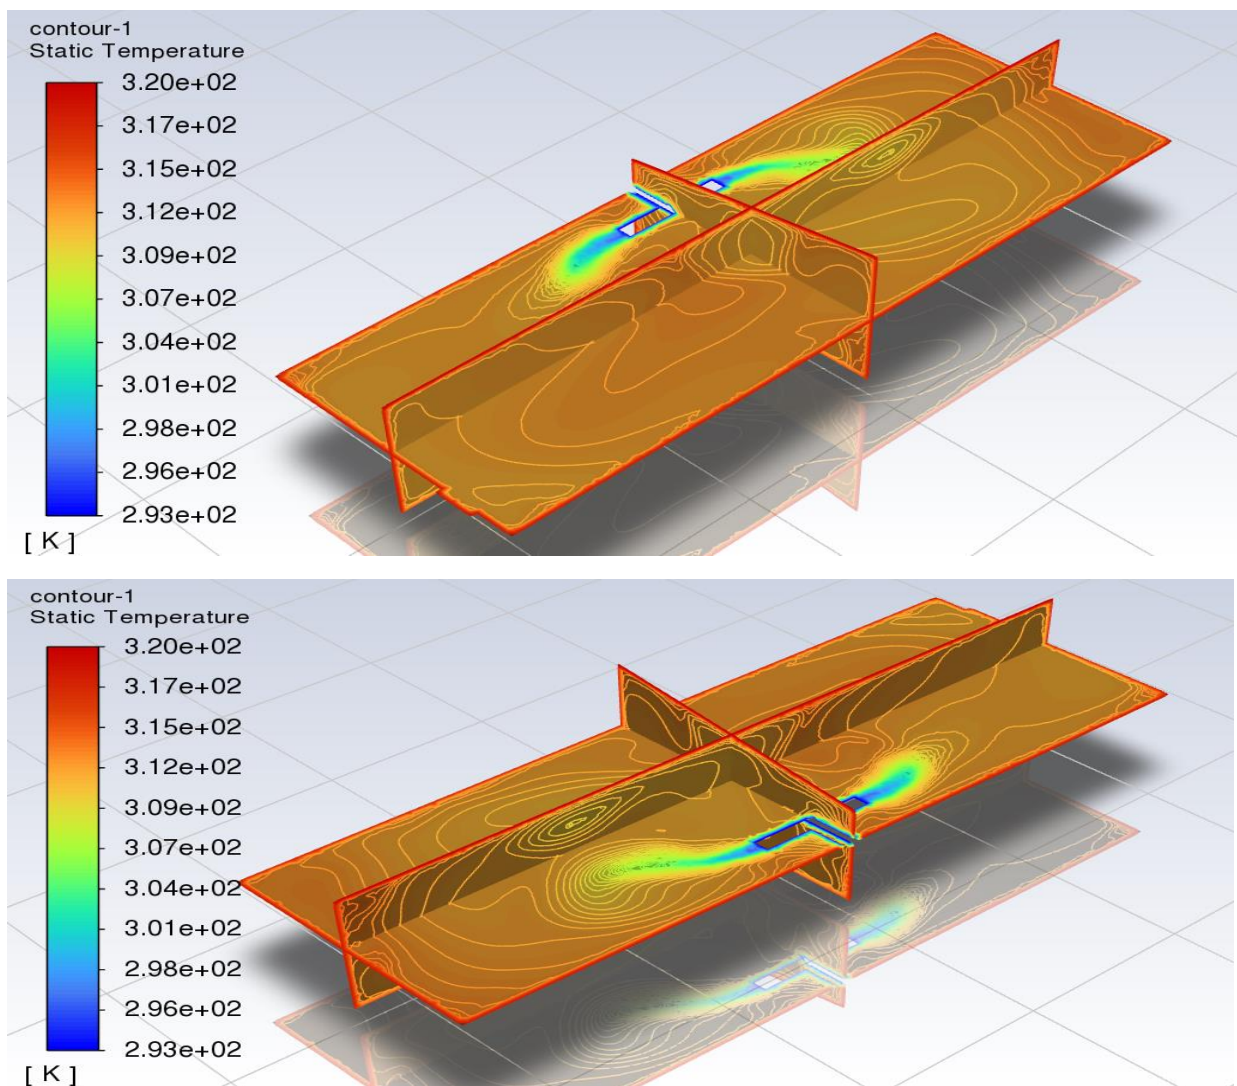 contour-1
Static Temperature
3.20e+02
3.17e+02
3.15e+02
3.12e+02
3.09e+02
3.07e+02
3.04e+02
3.01e+02
2.98e+02
2.96e+02
2.93e+02
[ K ]
contour-1
Static Temperature
3.20e+02
3.17e+02
3.15e+02
3.12e+02
3.09e+02
3.07e+02
3.04e+02
3.01e+02
2.98e+02
2.96e+02
2.93e+02
[ K ]